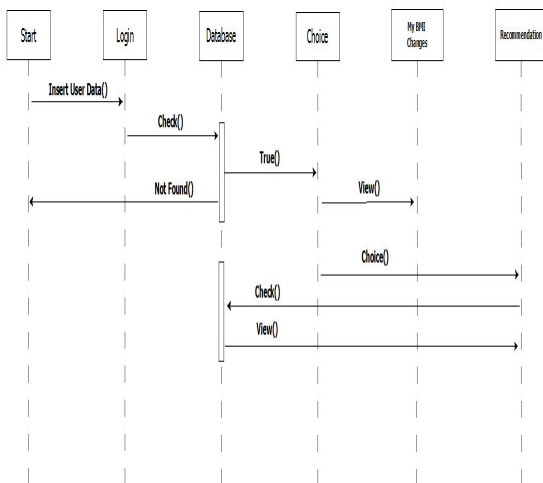 Start
Login
Database
Choice
My BMI
Changes
Recommendation
Insert User Data()
Check()
True()
Not Found()
View()
Choice()
Check()
View()